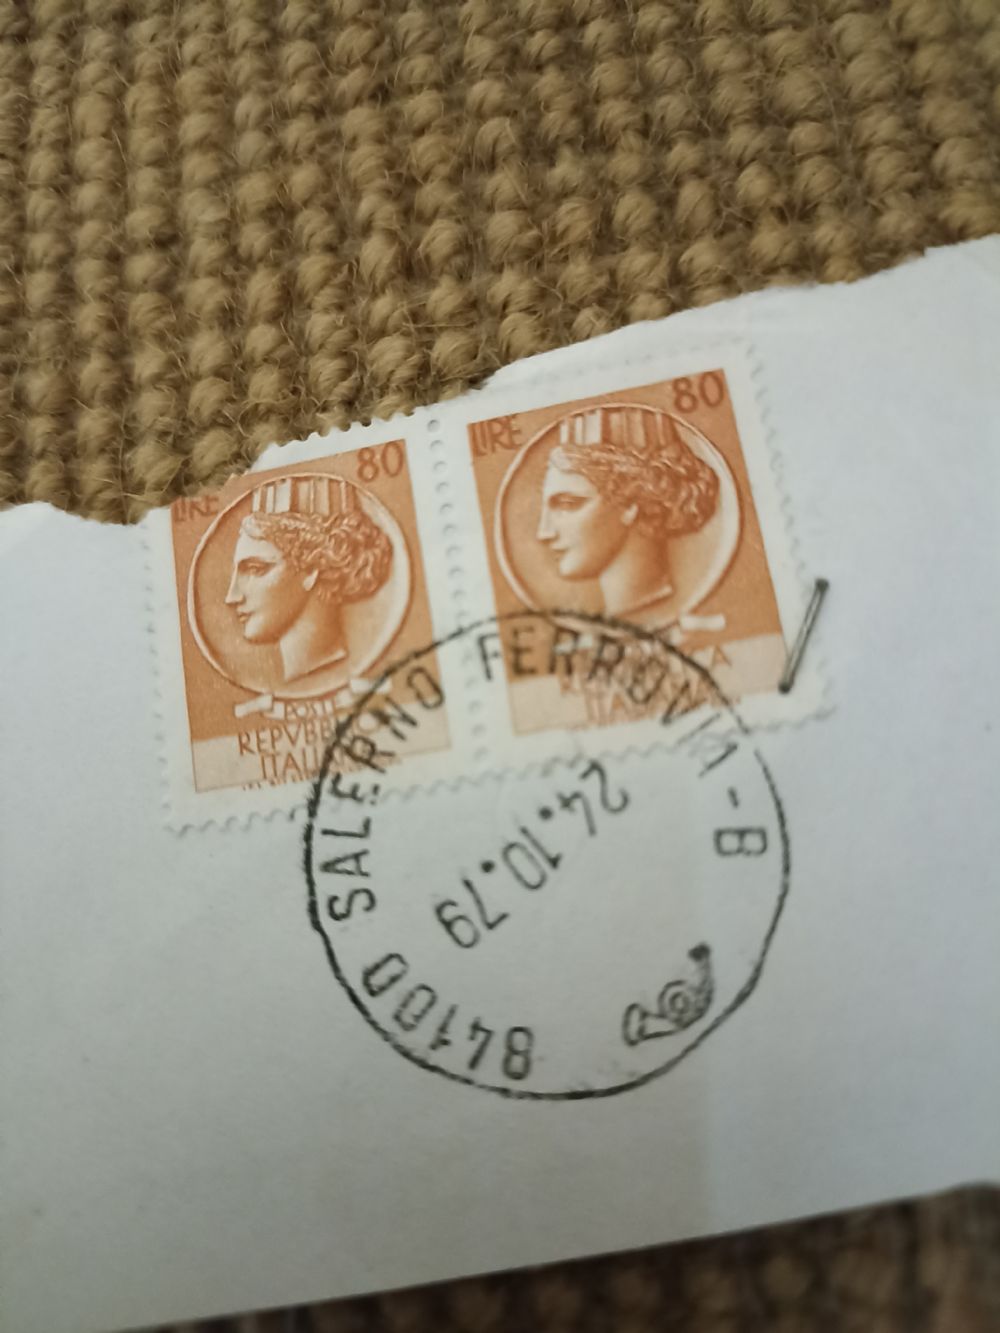 LIRE 80
POSTE
REPVBBLICA
ITALIANA
LIRE 80
84100 SALERNO FERROVIA - B
24.10.79